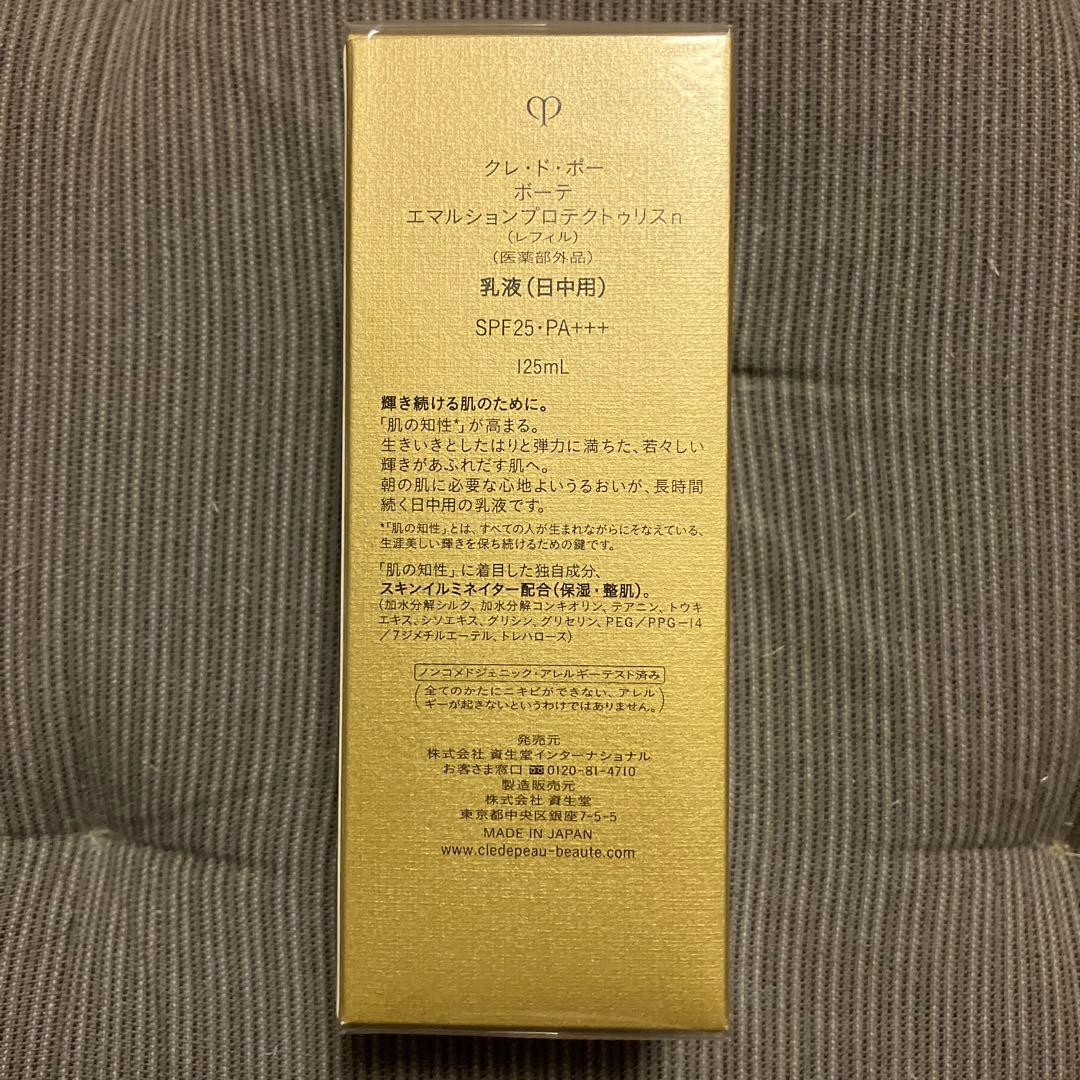 クレ・ド・ポー
ボーテ
エマルションプロテクトゥリスn
(レフィル)
(医薬部外品)
乳液(日中用)
SPF25・PA+++
125mL
輝き続ける肌のために。
「肌の知性*」が高まる。
生きいきとしたはりと弾力に満ちた、若々しい
輝きがあふれだす肌へ。
朝の肌に必要な心地よいうるおいが、長時間
続く日中用の乳液です。
*「肌の知性」とは、すべての人が生まれながらにそなえている、
生涯美しい輝きを保ち続けるための鍵です。
「肌の知性」に着目した独自成分、
スキンイルミネイター配合(保湿・整肌)。
(加水分解シルク、加水分解コンキオリン、テアニン、トウキ
エキス、シソエキス、グリシン、グリセリン、PEG/PPG-14
/7ジメチルエーテル、トレハロース)
ノンコメドジェニック・アレルギーテスト済み
(全てのかたにニキビができない、アレル
ギーが起きないというわけではありません。)
発売元
株式会社 資生堂インターナショナル
お客さま窓口 0120-81-4710
製造販売元
株式会社 資生堂
東京都中央区銀座7-5-5
MADE IN JAPAN
www.cledepeau-beaute.com